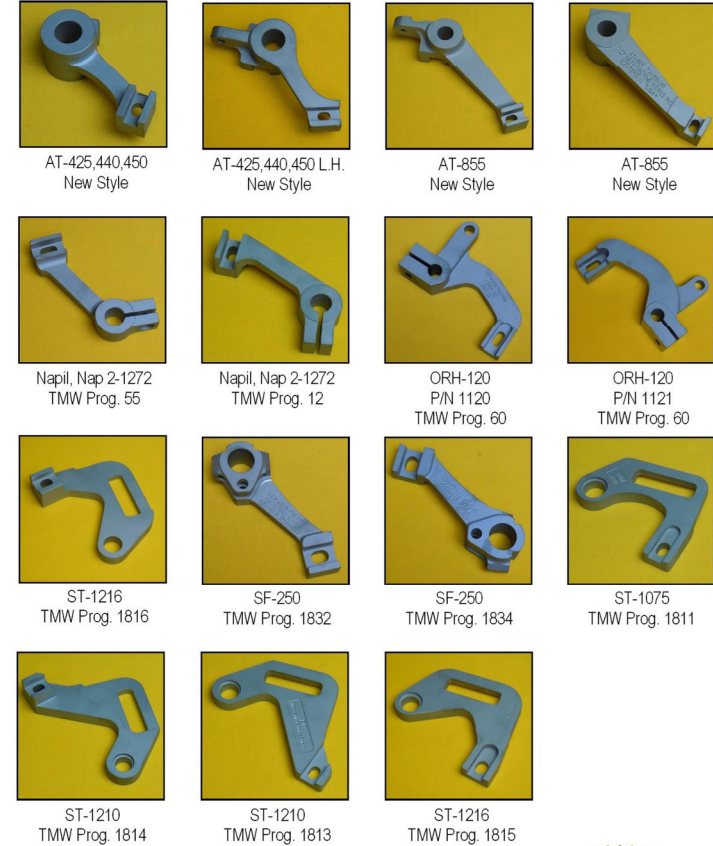 AT-425,440,450
New Style
AT-425,440,450 L.H.
New Style
AT-855
New Style
AT-855
New Style
Napil, Nap 2-1272
TMW Prog. 55
Napil, Nap 2-1272
TMW Prog. 12
ORH-120
P/N 1120
TMW Prog. 60
ORH-120
P/N 1121
TMW Prog. 60
ST-1216
TMW Prog. 1816
SF-250
TMW Prog. 1832
SF-250
TMW Prog. 1834
ST-1075
TMW Prog. 1811
ST-1210
TMW Prog. 1814
ST-1210
TMW Prog. 1813
ST-1216
TMW Prog. 1815